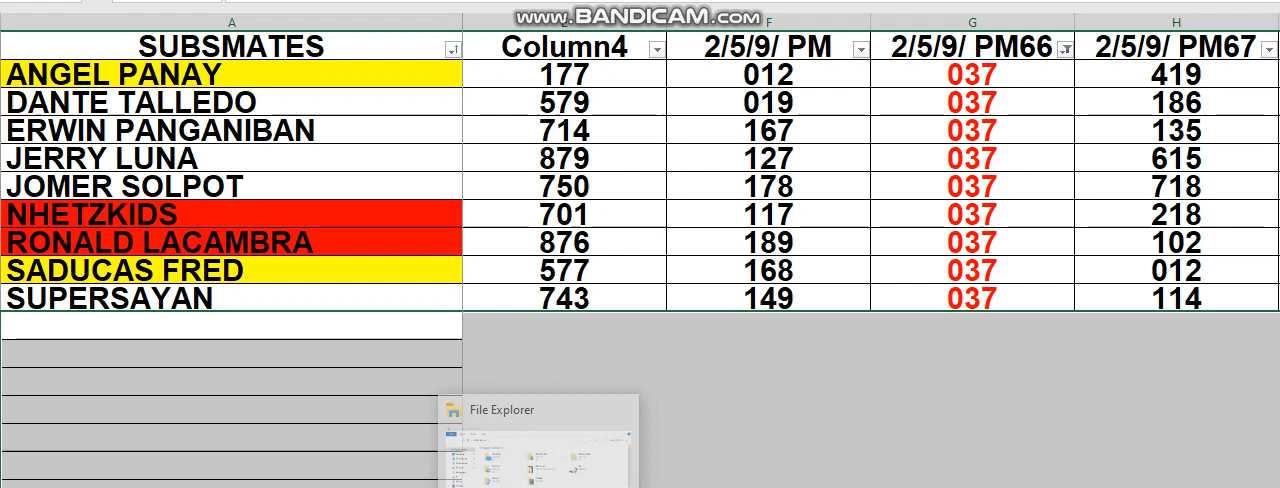 www.BANDICAM.com
A F G H
SUBSMATES Column4 2/5/9/ PM 2/5/9/ PM66 2/5/9/ PM67
ANGEL PANAY 177 012 037 419
DANTE TALLEDO 579 019 037 186
ERWIN PANGANIBAN 714 167 037 135
JERRY LUNA 879 127 037 615
JOMER SOLPOT 750 178 037 718
NHETZKIDS 701 117 037 218
RONALD LACAMBRA 876 189 037 102
SADUCAS FRED 577 168 037 012
SUPERSAYAN 743 149 037 114
File Explorer